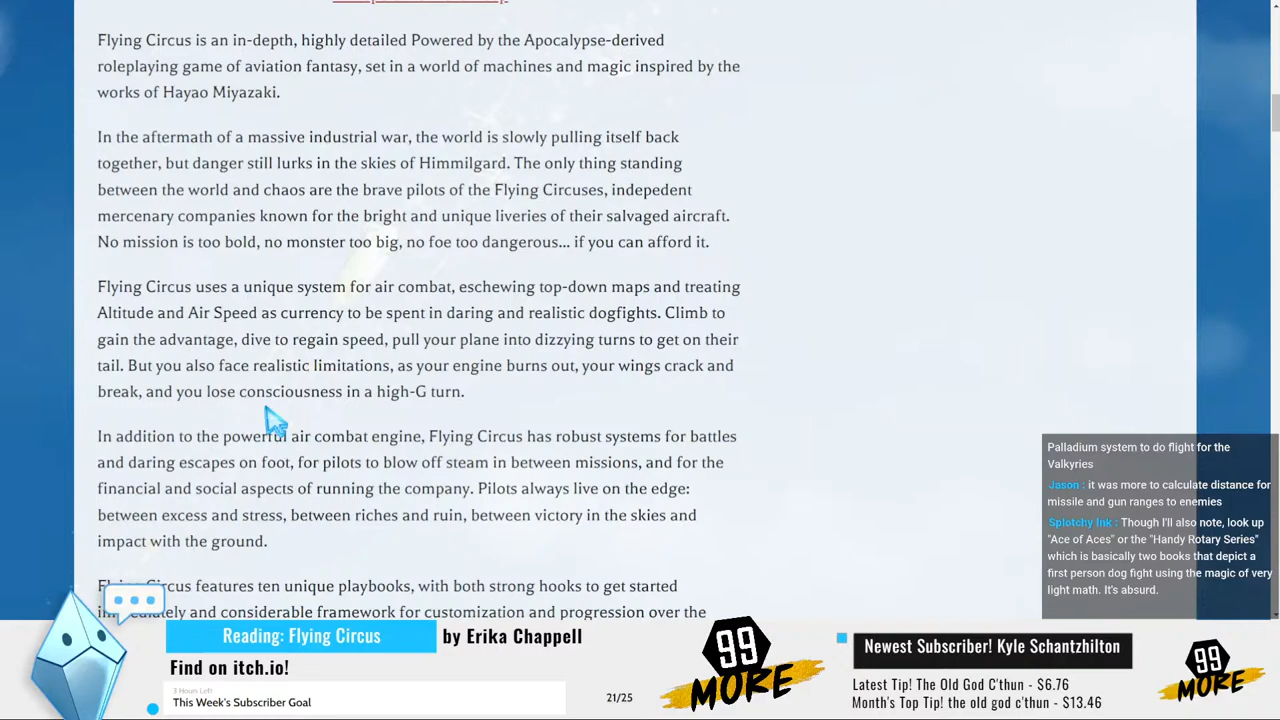 Flying Circus is an in-depth, highly detailed Powered by the Apocalypse-derived
roleplaying game of aviation fantasy, set in a world of machines and magic inspired by the
works of Hayao Miyazaki.
In the aftermath of a massive industrial war, the world is slowly pulling itself back
together, but danger still lurks in the skies of Himmilgard. The only thing standing
between the world and chaos are the brave pilots of the Flying Circuses, indepedent
mercenary companies known for the bright and unique liveries of their salvaged aircraft.
No mission is too bold, no monster too big, no foe too dangerous... if you can afford it.
Flying Circus uses a unique system for air combat, eschewing top-down maps and treating
Altitude and Air Speed as currency to be spent in daring and realistic dogfights. Climb to
gain the advantage, dive to regain speed, pull your plane into dizzying turns to get on their
tail. But you also face realistic limitations, as your engine burns out, your wings crack and
break, and you lose consciousness in a high-G turn.
In addition to the powerful air combat engine, Flying Circus has robust systems for battles
and daring escapes on foot, for pilots to blow off steam in between missions, and for the
financial and social aspects of running the company. Pilots always live on the edge:
between excess and stress, between riches and ruin, between victory in the skies and
impact with the ground.
Flying Circus features ten unique playbooks, with both strong hooks to get started
immediately and considerable framework for customization and progression over the
Palladium system to do flight for the
Valkyries
Jason : it was more to calculate distance for
missile and gun ranges to enemies
Splotchy Ink : Though I'll also note, look up
"Ace of Aces" or the "Handy Rotary Series"
which is basically two books that depict a
first person dog fight using the magic of very
light math. It's absurd.
Reading: Flying Circus by Erika Chappell
Find on itch.io!
3 Hours Left
This Week's Subscriber Goal
21/25
99
MORE
Newest Subscriber! Kyle Schantzhilton
Latest Tip! The Old God C'thun - $6.76
Month's Top Tip! the old god c'thun - $13.46
99
MORE